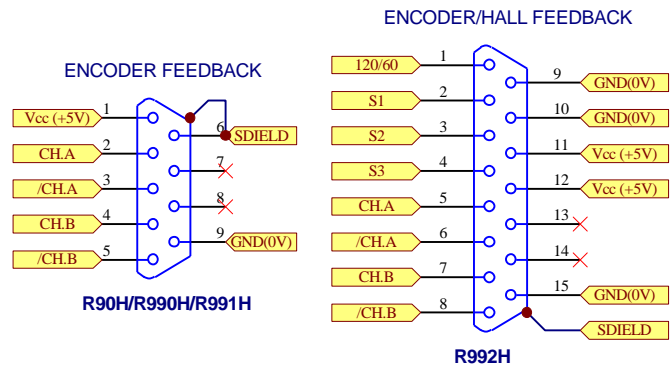 ENCODER/HALL FEEDBACK
ENCODER FEEDBACK
Vcc (+5V) 1
CH.A 2
/CH.A 3
CH.B 4
/CH.B 5
6 SDIELD
7
8
9 GND(0V)
R90H/R990H/R991H
120/60 1
S1 2
S2 3
S3 4
CH.A 5
/CH.A 6
CH.B 7
/CH.B 8
9 GND(0V)
10 GND(0V)
11 Vcc (+5V)
12 Vcc (+5V)
13
14
15 GND(0V)
SDIELD
R992H